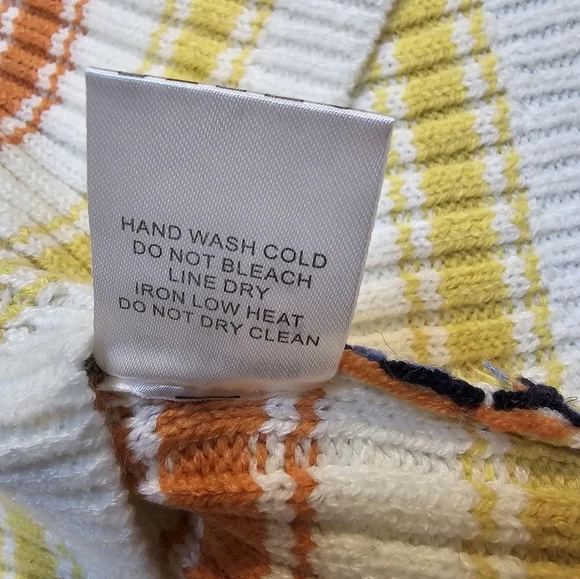 HAND WASH COLD
DO NOT BLEACH
LINE DRY
IRON LOW HEAT
DO NOT DRY CLEAN